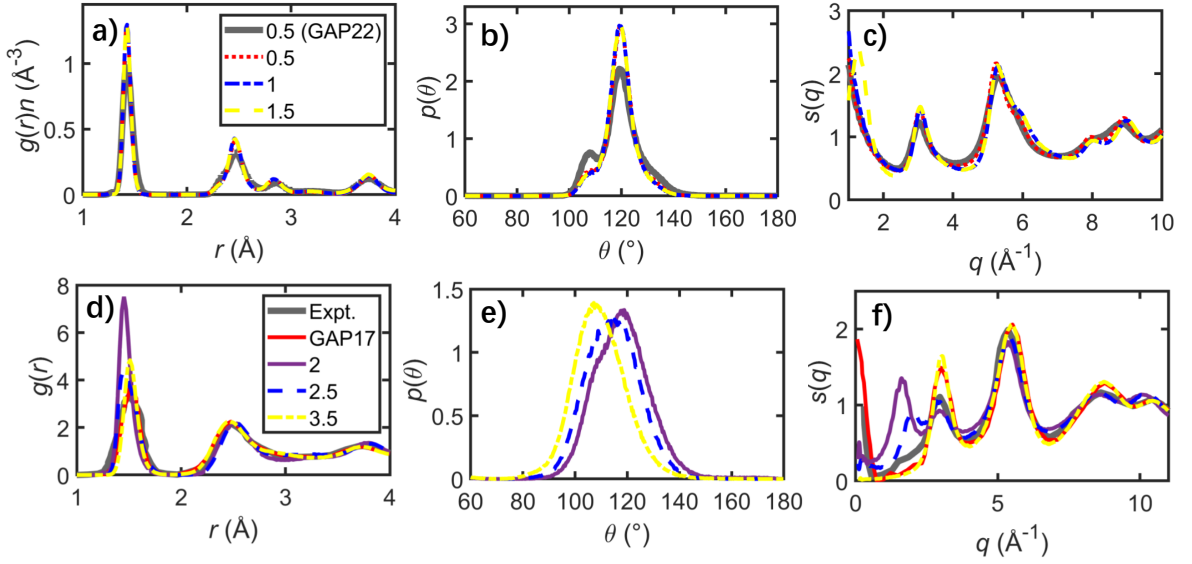 a)
g(r)n (Å⁻³)
1
0.5
0
1 2 3 4
r (Å)
0.5 (GAP22)
0.5
1
1.5
b)
p(θ)
3
2
1
0
60 80 100 120 140 160 180
θ (°)
c)
s(q)
3
2
1
0
2 4 6 8 10
q (Å⁻¹)
d)
g(r)
8
6
4
2
0
1 2 3 4
r (Å)
Expt.
GAP17
2
2.5
3.5
e)
p(θ)
1.5
1
0.5
0
60 80 100 120 140 160 180
θ (°)
f)
s(q)
2
1
0
0 5 10
q (Å⁻¹)